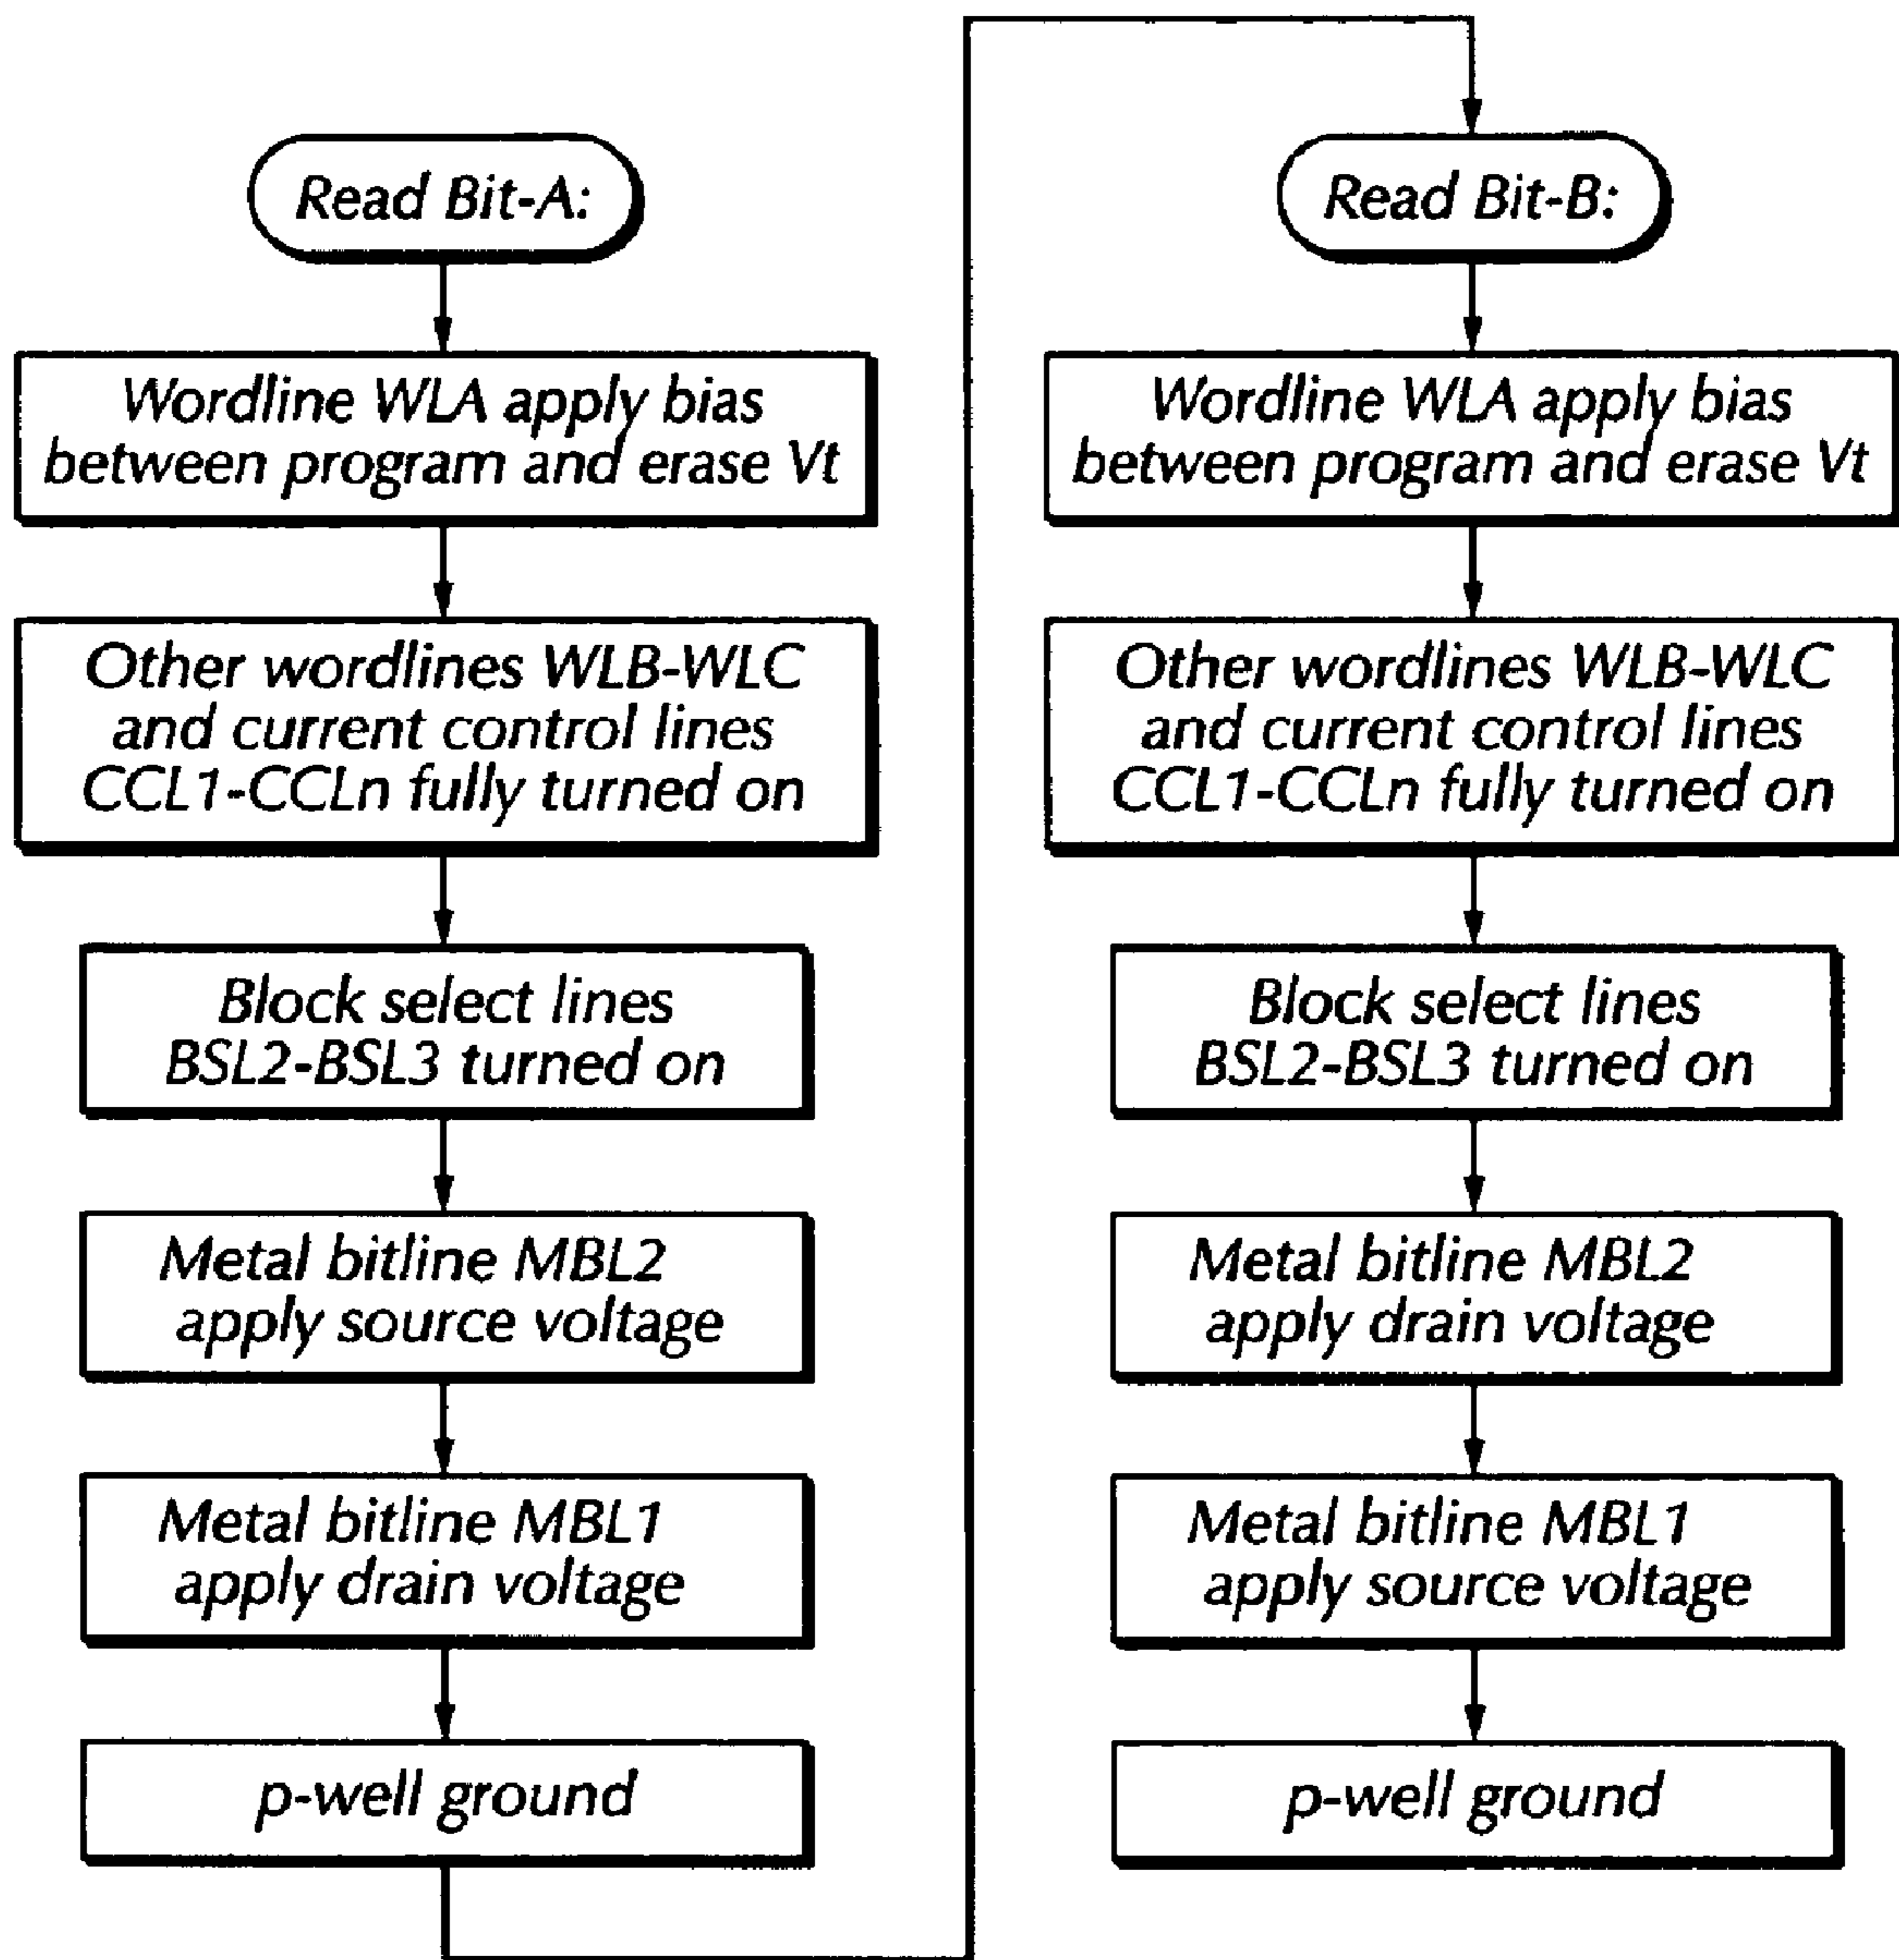 Read Bit-A:
Wordline WLA apply bias
between program and erase Vt
Other wordlines WLB-WLC
and current control lines
CCL1-CCLn fully turned on
Block select lines
BSL2-BSL3 turned on
Metal bitline MBL2
apply source voltage
Metal bitline MBL1
apply drain voltage
p-well ground
Read Bit-B:
Wordline WLA apply bias
between program and erase Vt
Other wordlines WLB-WLC
and current control lines
CCL1-CCLn fully turned on
Block select lines
BSL2-BSL3 turned on
Metal bitline MBL2
apply drain voltage
Metal bitline MBL1
apply source voltage
p-well ground